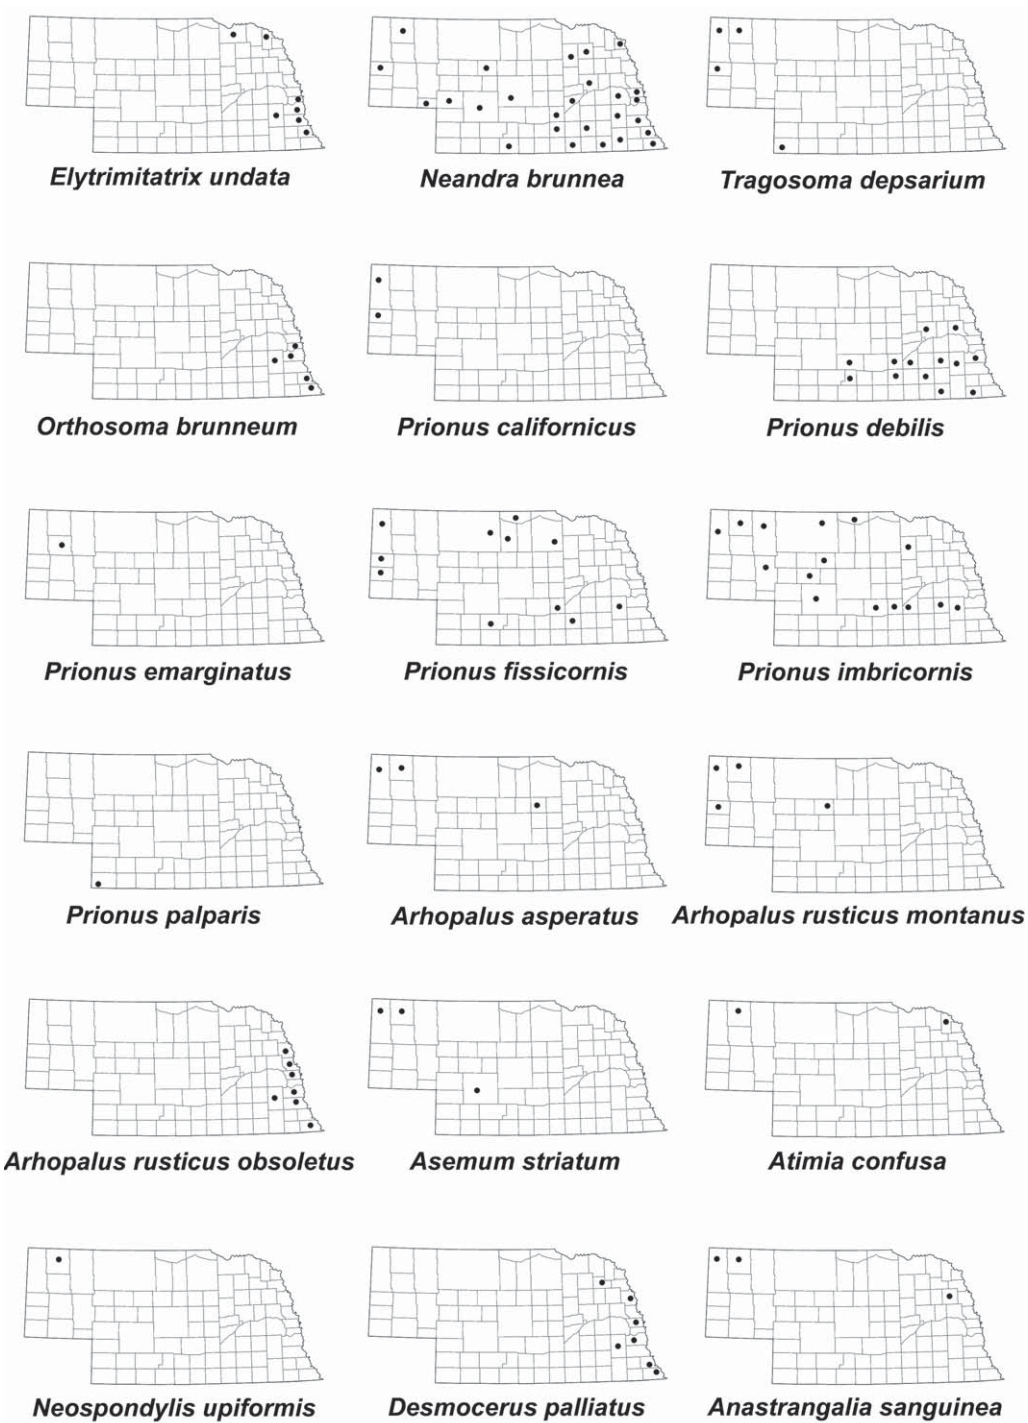 Elytrimitatrix undata
Neandra brunnea
Tragosoma depsarium
Orthosoma brunneum
Prionus californicus
Prionus debilis
Prionus emarginatus
Prionus fissicornis
Prionus imbricornis
Prionus palparis
Arhopalus asperatus
Arhopalus rusticus montanus
Arhopalus rusticus obsoletus
Asemum striatum
Atimia confusa
Neospondylis upiformis
Desmocerus palliatus
Anastrangalia sanguinea